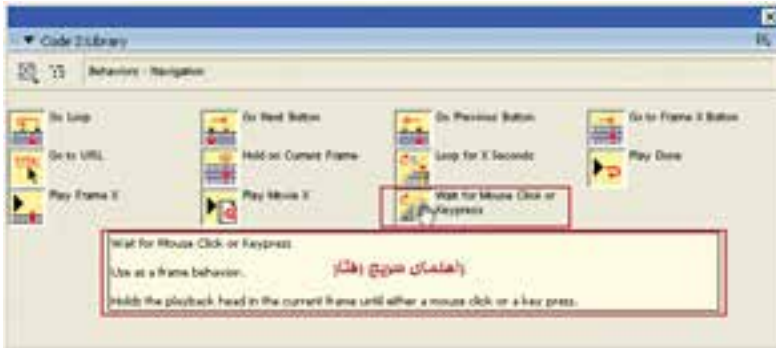 Code : Library
Behaviors - Navigation
Go Loop
Go Next Button
Go Previous Button
Go to Frame X Button
Go to URL
Hold on Current Frame
Loop for X Seconds
Play Done
Play Frame X
Play Movie X
Wait for Mouse Click or
Keypress
Wait for Mouse Click or Keypress
Use as a frame behavior.
راهنمای سریع رفتار
Holds the playback head in the current frame until either a mouse click or a key press.